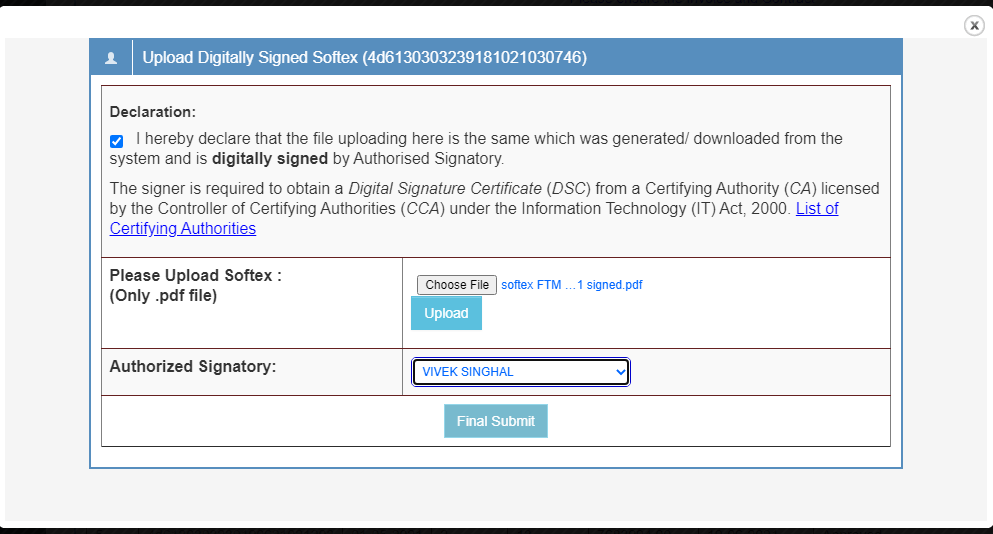 x
Upload Digitally Signed Softex (4d6130303239181021030746)
Declaration:
I hereby declare that the file uploading here is the same which was generated/ downloaded from the
system and is digitally signed by Authorised Signatory.
The signer is required to obtain a Digital Signature Certificate (DSC) from a Certifying Authority (CA) licensed
by the Controller of Certifying Authorities (CCA) under the Information Technology (IT) Act, 2000. List of
Certifying Authorities
Please Upload Softex :
(Only .pdf file)
Choose File softex FTM ...1 signed.pdf
Upload
Authorized Signatory:
VIVEK SINGHAL
Final Submit